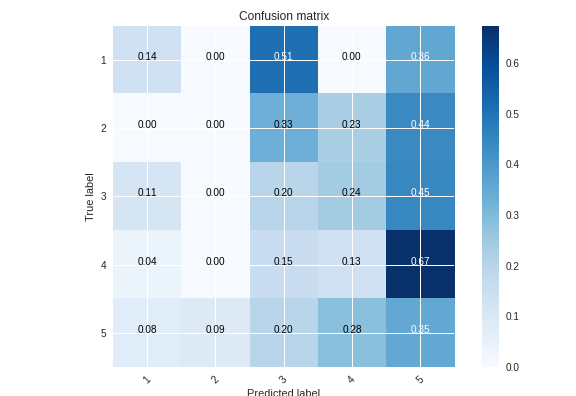 Confusion matrix
True label
1 0.14 0.00 0.51 0.00 0.36
2 0.00 0.00 0.33 0.23 0.44
3 0.11 0.00 0.20 0.24 0.45
4 0.04 0.00 0.15 0.13 0.67
5 0.08 0.09 0.20 0.28 0.35
1 2 3 4 5
Predicted label
0.6
0.5
0.4
0.3
0.2
0.1
0.0